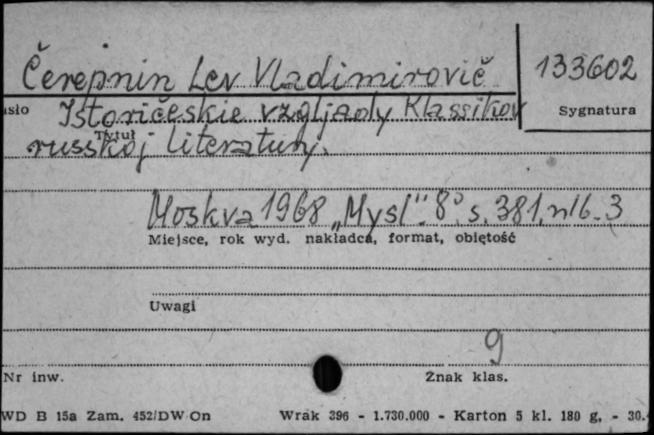 Čerepnin Lev Vladimirovič
133602
Sygnatura
Istoričeskie vzgljady Klassikov
Tytuł
russkoj literatury.
Moskva 1968 „Mysl". 8°. s. 381, nlb. 3
Miejsce, rok wyd. nakładca, format, objętość
Uwagi
9
Nr inw.
Znak klas.
WD B 15a Zam. 452/DW On Wrak 396 - 1.730.000 - Karton 5 kl. 180 g. - 30.